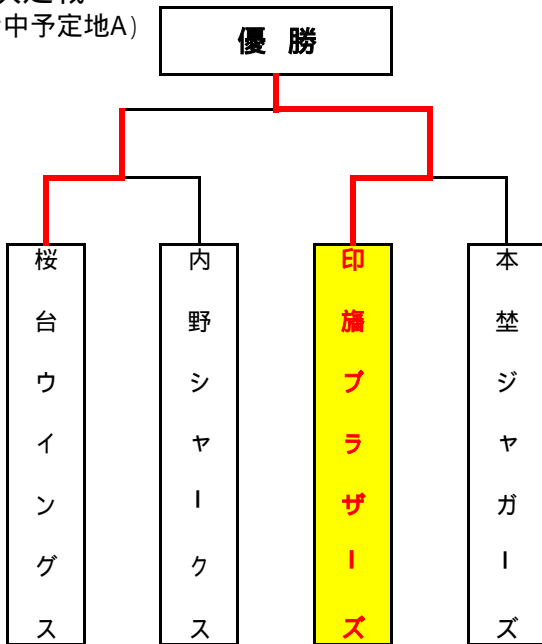 中予定地A)
優勝
桜台ウイングス
内野シャークス
印旛ブラザーズ
本埜ジャガーズ